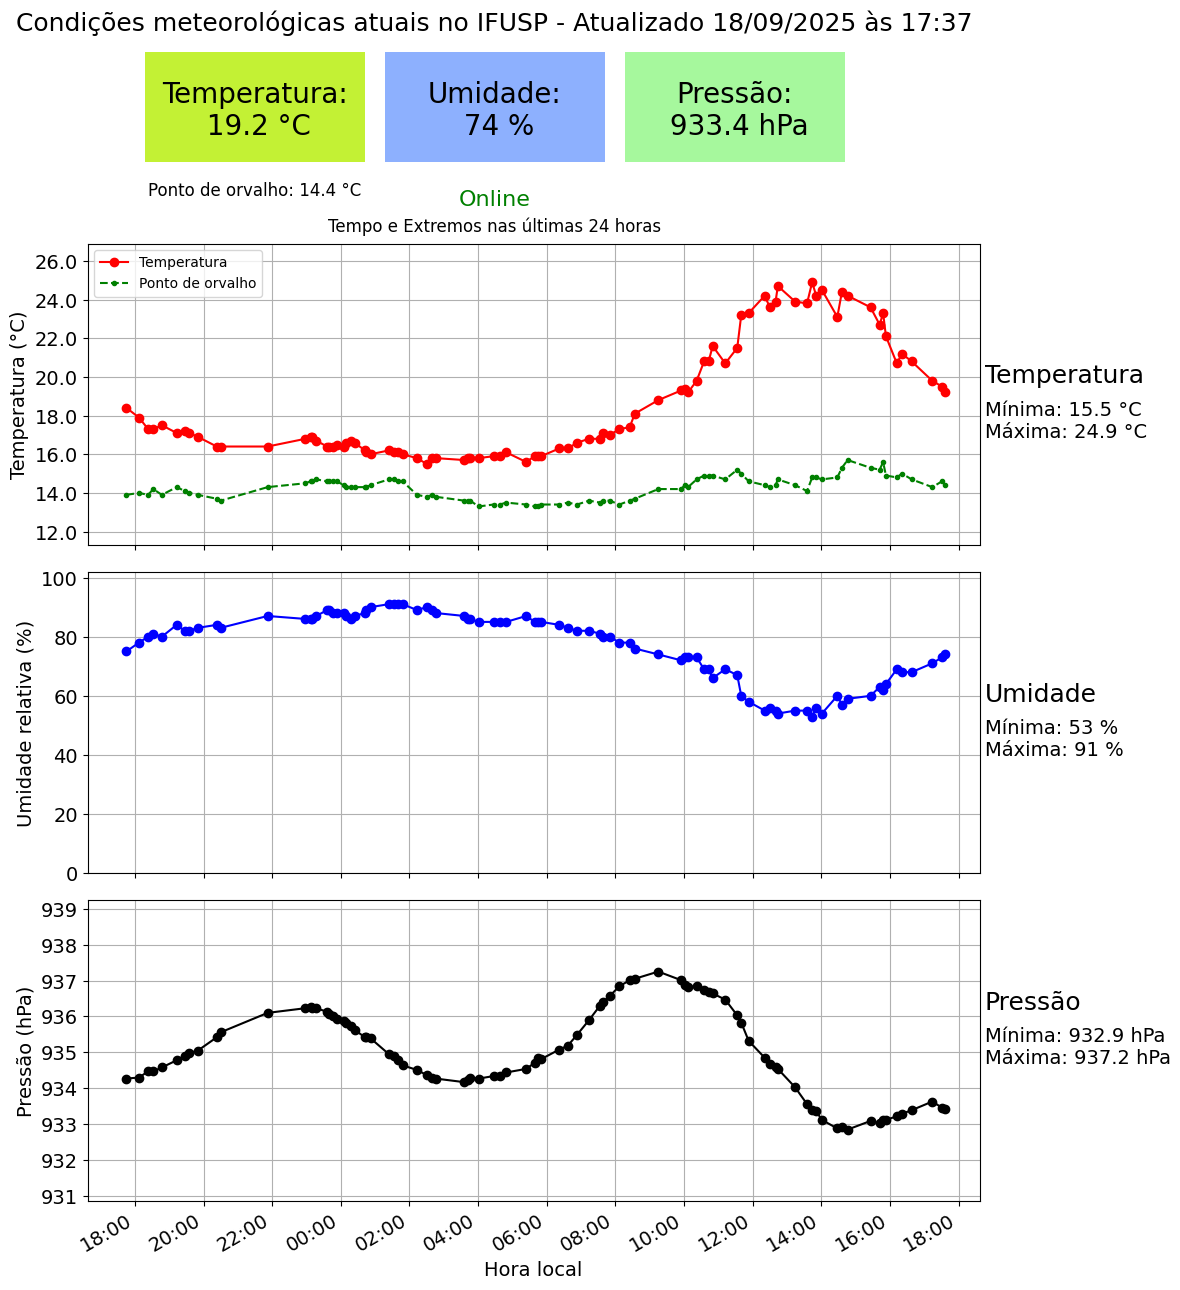 Condições meteorológicas atuais no IFUSP - Atualizado 18/09/2025 às 17:37
Temperatura:
19.2 °C
Umidade:
74 %
Pressão:
933.4 hPa
Ponto de orvalho: 14.4 °C
Online
Tempo e Extremos nas últimas 24 horas
Temperatura (°C)
26.0
24.0
22.0
20.0
18.0
16.0
14.0
12.0
Temperatura
Ponto de orvalho
Temperatura
Mínima: 15.5 °C
Máxima: 24.9 °C
Umidade relativa (%)
100
80
60
40
20
0
Umidade
Mínima: 53 %
Máxima: 91 %
Pressão (hPa)
939
938
937
936
935
934
933
932
931
Pressão
Mínima: 932.9 hPa
Máxima: 937.2 hPa
18:00 20:00 22:00 00:00 02:00 04:00 06:00 08:00 10:00 12:00 14:00 16:00 18:00
Hora local